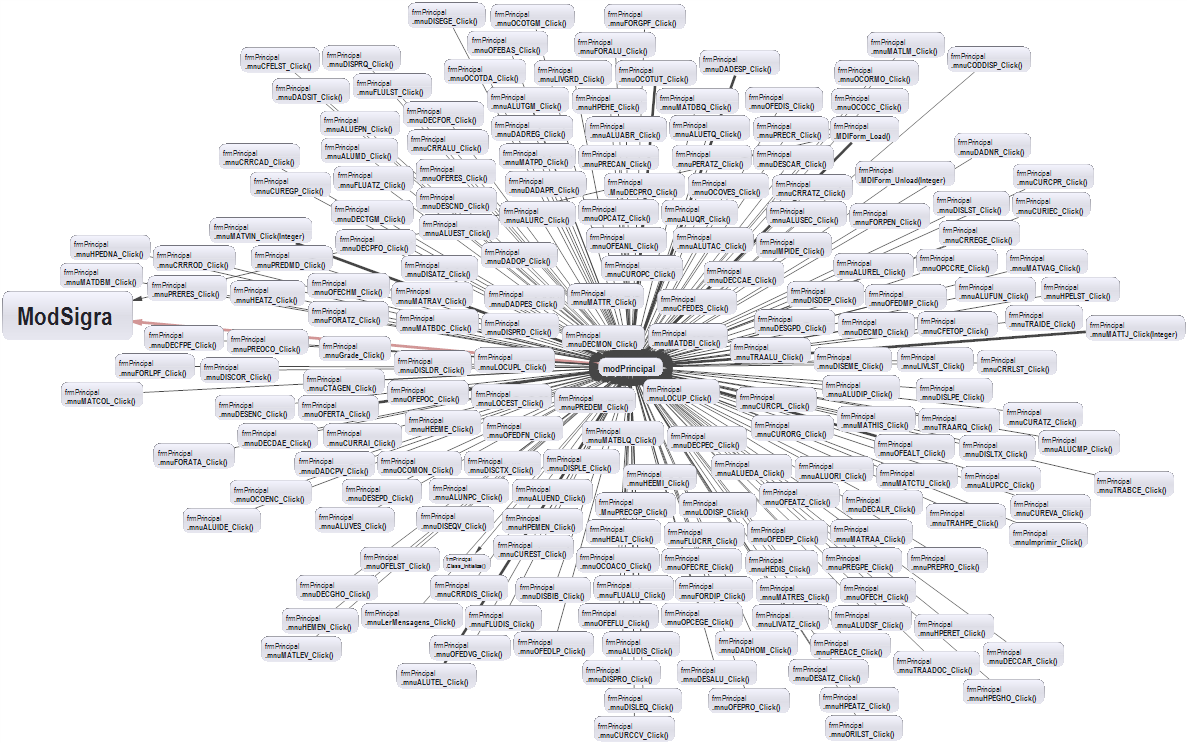 frmPrincipal
.mnuDISEGE_Click()
frmPrincipal
.mnuOCOTGM_Click()
frmPrincipal
.mnuFORGPF_Click()
frmPrincipal
.mnuOFEBAS_Click()
frmPrincipal
.mnuFORALU_Click()
frmPrincipal
.mnuMATLM_Click()
frmPrincipal
.mnuCFELST_Click()
frmPrincipal
.mnuDISPRQ_Click()
frmPrincipal
.mnuOCOTDA_Click()
frmPrincipal
.mnuLIVGRD_Click()
frmPrincipal
.mnuOCOTUT_Click()
frmPrincipal
.mnuDADESP_Click()
frmPrincipal
.mnuOCORMO_Click()
frmPrincipal
.mnuCODDISP_Click()
frmPrincipal
.mnuDADSIT_Click()
frmPrincipal
.mnuFLULST_Click()
frmPrincipal
.mnuALUTGM_Click()
frmPrincipal
.mnuHPEHE_Click()
frmPrincipal
.mnuMATDBQ_Click()
frmPrincipal
.mnuOFEDIS_Click()
frmPrincipal
.mnuOCOCC_Click()
frmPrincipal
.mnuALUEPN_Click()
frmPrincipal
.mnuDECFOR_Click()
frmPrincipal
.mnuDADREG_Click()
frmPrincipal
.mnuALUABR_Click()
frmPrincipal
.mnuALUETQ_Click()
frmPrincipal
.mnuPRECR_Click()
frmPrincipal
.MDIForm_Load()
frmPrincipal
.mnuCRRCAD_Click()
frmPrincipal
.mnuALUMD_Click()
frmPrincipal
.mnuCRRALU_Click()
frmPrincipal
.mnuMATPD_Click()
frmPrincipal
.mnuPRECAN_Click()
frmPrincipal
.mnuPERATZ_Click()
frmPrincipal
.mnuDESCAR_Click()
frmPrincipal
.mnuDADNR_Click()
frmPrincipal
.mnuCUREGP_Click()
frmPrincipal
.mnuFLUATZ_Click()
frmPrincipal
.mnuOFERES_Click()
frmPrincipal
.mnuDADAPR_Click()
frmPrincipal
.MnuDECPRO_Click()
frmPrincipal
.mnuOCOVES_Click()
frmPrincipal
.mnuCRRATZ_Click()
frmPrincipal
.MDIForm_Unload(Integer)
frmPrincipal
.mnuCURCPR_Click()
frmPrincipal
.mnuDECTGM_Click()
frmPrincipal
.mnuDESCND_Click()
frmPrincipal
.mnuALURC_Click()
frmPrincipal
.mnuOPCATZ_Click()
frmPrincipal
.mnuALUQR_Click()
frmPrincipal
.mnuALUSEC_Click()
frmPrincipal
.mnuFORPEN_Click()
frmPrincipal
.mnuDISLST_Click()
frmPrincipal
.mnuCURIEC_Click()
frmPrincipal
.mnuMATVIN_Click(Integer)
frmPrincipal
.mnuDECPFO_Click()
frmPrincipal
.mnuALUEST_Click()
frmPrincipal
.mnuDADOP_Click()
frmPrincipal
.mnuOFEANL_Click()
frmPrincipal
.mnuALUTAC_Click()
frmPrincipal
.mnuIMPIDE_Click()
frmPrincipal
.mnuCRREGE_Click()
frmPrincipal
.mnuHPEDNA_Click()
frmPrincipal
.mnuCRRROD_Click()
frmPrincipal
.mnuPREDMD_Click()
frmPrincipal
.mnuDISATZ_Click()
frmPrincipal
.mnuCUROPC_Click()
frmPrincipal
.mnuDECCAE_Click()
frmPrincipal
.mnuALUREL_Click()
frmPrincipal
.mnuOPCCRE_Click()
frmPrincipal
.mnuMATVAG_Click()
frmPrincipal
.mnuMATDBM_Click()
frmPrincipal
.mnuPRERES_Click()
frmPrincipal
.mnuHEATZ_Click()
frmPrincipal
.mnuOFECHM_Click()
frmPrincipal
.mnuMATRAV_Click()
frmPrincipal
.mnuDADPES_Click()
frmPrincipal
.mnuMATTR_Click()
frmPrincipal
.mnuCFEDES_Click()
frmPrincipal
.mnuDISDEP_Click()
frmPrincipal
.mnuOFEDMP_Click()
frmPrincipal
.mnuALUFUN_Click()
frmPrincipal
.mnuHPELST_Click()
ModSigra
frmPrincipal
.mnuFORATZ_Click()
frmPrincipal
.mnuMATBDC_Click()
frmPrincipal
.mnuDISPRD_Click()
frmPrincipal
.mnuDECMON_Click()
frmPrincipal
.mnuMATDBI_Click()
frmPrincipal
.mnuDESGPD_Click()
frmPrincipal
.mnuDECMD_Click()
frmPrincipal
.mnuCFETOP_Click()
frmPrincipal
.mnuTRAIDE_Click()
frmPrincipal
.mnuMATTJ_Click(Integer)
frmPrincipal
.mnuDECFPE_Click()
frmPrincipal
.mnuPREOCO_Click()
frmPrincipal
.mnuGrade_Click()
frmPrincipal
.mnuLOCUPL_Click()
modPrincipal
frmPrincipal
.mnuTRAALU_Click()
frmPrincipal
.mnuDISEME_Click()
frmPrincipal
.mnuLIVLST_Click()
frmPrincipal
.mnuCRRLST_Click()
frmPrincipal
.mnuFORLPF_Click()
frmPrincipal
.mnuDISCOR_Click()
frmPrincipal
.mnuDISLDR_Click()
frmPrincipal
.mnuMATCOL_Click()
frmPrincipal
.mnuCTAGEN_Click()
frmPrincipal
.mnuOFEPOC_Click()
frmPrincipal
.mnuLOCEST_Click()
frmPrincipal
.mnuPREDEM_Click()
frmPrincipal
.mnuLOCUP_Click()
frmPrincipal
.mnuCURCPL_Click()
frmPrincipal
.mnuALUDIP_Click()
frmPrincipal
.mnuDISLPE_Click()
frmPrincipal
.mnuDESENC_Click()
frmPrincipal
.mnuOFERTA_Click()
frmPrincipal
.mnuHEEME_Click()
frmPrincipal
.mnuOFEDFN_Click()
frmPrincipal
.mnuMATBLQ_Click()
frmPrincipal
.mnuDECPEC_Click()
frmPrincipal
.mnuCURORG_Click()
frmPrincipal
.mnuMATHIS_Click()
frmPrincipal
.mnuTRAARQ_Click()
frmPrincipal
.mnuCURATZ_Click()
frmPrincipal
.mnuDECDAE_Click()
frmPrincipal
.mnuCURRAI_Click()
frmPrincipal
.mnuOFEALT_Click()
frmPrincipal
.mnuDISLTX_Click()
frmPrincipal
.mnuALUCMP_Click()
frmPrincipal
.mnuFORATA_Click()
frmPrincipal
.mnuDADCPV_Click()
frmPrincipal
.mnuOCOMON_Click()
frmPrincipal
.mnuDISCTX_Click()
frmPrincipal
.mnuDISPLE_Click()
frmPrincipal
.mnuHEEMI_Click()
frmPrincipal
.mnuALUEDA_Click()
frmPrincipal
.mnuALUORI_Click()
frmPrincipal
.mnuMATCTU_Click()
frmPrincipal
.mnuALUPCC_Click()
frmPrincipal
.mnuTRABCE_Click()
frmPrincipal
.mnuOCOENC_Click()
frmPrincipal
.mnuDESEPD_Click()
frmPrincipal
.mnuALUNPC_Click()
frmPrincipal
.mnuALUEND_Click()
frmPrincipal
.MnuPRECGP_Click()
frmPrincipal
.mnuLODISP_Click()
frmPrincipal
.mnuOFEATZ_Click()
frmPrincipal
.mnuDECALR_Click()
frmPrincipal
.mnuTRAHPE_Click()
frmPrincipal
.mnuCUREVA_Click()
frmPrincipal
.mnuALUIDE_Click()
frmPrincipal
.mnuALUVES_Click()
frmPrincipal
.mnuDISEQV_Click()
frmPrincipal
.mnuHPEMEN_Click()
frmPrincipal
.mnuHEALT_Click()
frmPrincipal
.mnuFLUCRR_Click()
frmPrincipal
.mnuOFEDEP_Click()
frmPrincipal
.mnuMATRAA_Click()
frmPrincipal
.mnuImprimir_Click()
frmPrincipal
.mnuOFELST_Click()
frmPrincipal
.Class_Initialize()
frmPrincipal
.mnuCUREST_Click()
frmPrincipal
.mnuOCOACO_Click()
frmPrincipal
.mnuOFECRE_Click()
frmPrincipal
.mnuHEDIS_Click()
frmPrincipal
.mnuPREGPE_Click()
frmPrincipal
.mnuPREPRO_Click()
frmPrincipal
.mnuDECGHO_Click()
frmPrincipal
.mnuCRRDIS_Click()
frmPrincipal
.mnuDISBIB_Click()
frmPrincipal
.mnuFLUALU_Click()
frmPrincipal
.mnuFORDIP_Click()
frmPrincipal
.mnuMATRES_Click()
frmPrincipal
.mnuOFECH_Click()
frmPrincipal
.mnuHEMEN_Click()
frmPrincipal
.mnuLerMensagens_Click()
frmPrincipal
.mnuFLUDIS_Click()
frmPrincipal
.mnuOFEFLU_Click()
frmPrincipal
.mnuOPCEGE_Click()
frmPrincipal
.mnuLIVATZ_Click()
frmPrincipal
.mnuALUDSF_Click()
frmPrincipal
.mnuHPERET_Click()
frmPrincipal
.mnuMATLEV_Click()
frmPrincipal
.mnuOFEDVG_Click()
frmPrincipal
.mnuOFEDLP_Click()
frmPrincipal
.mnuALUDIS_Click()
frmPrincipal
.mnuDADHOM_Click()
frmPrincipal
.mnuPREACE_Click()
frmPrincipal
.mnuTRAADOC_Click()
frmPrincipal
.mnuDECCAR_Click()
frmPrincipal
.mnuALUTEL_Click()
frmPrincipal
.mnuDISPRO_Click()
frmPrincipal
.mnuDESALU_Click()
frmPrincipal
.mnuDESATZ_Click()
frmPrincipal
.mnuHPEGHO_Click()
frmPrincipal
.mnuDISLEQ_Click()
frmPrincipal
.mnuOFEPRO_Click()
frmPrincipal
.mnuHPEATZ_Click()
frmPrincipal
.mnuCURCCV_Click()
frmPrincipal
.mnuORILST_Click()